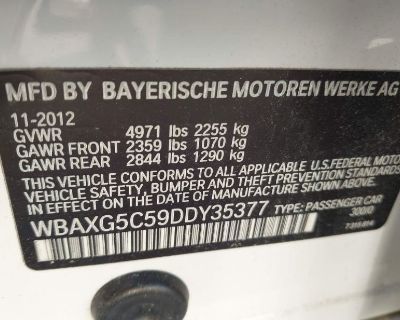 MFD BY BAYERISCHE MOTOREN WERKE AG
11-2012
GVWR 4971 lbs 2255 kg
GAWR FRONT 2359 lbs 1070 kg
GAWR REAR 2844 lbs 1290 kg
THIS VEHICLE CONFORMS TO ALL APPLICABLE U.S. FEDERAL MOTOR
VEHICLE SAFETY, BUMPER AND THEFT PREVENTION
IN EFFECT ON THE DATE OF MANUFACTURE SHOWN
WBAXG5C59DDY35377 TYPE: PASSENGER CAR
300/0